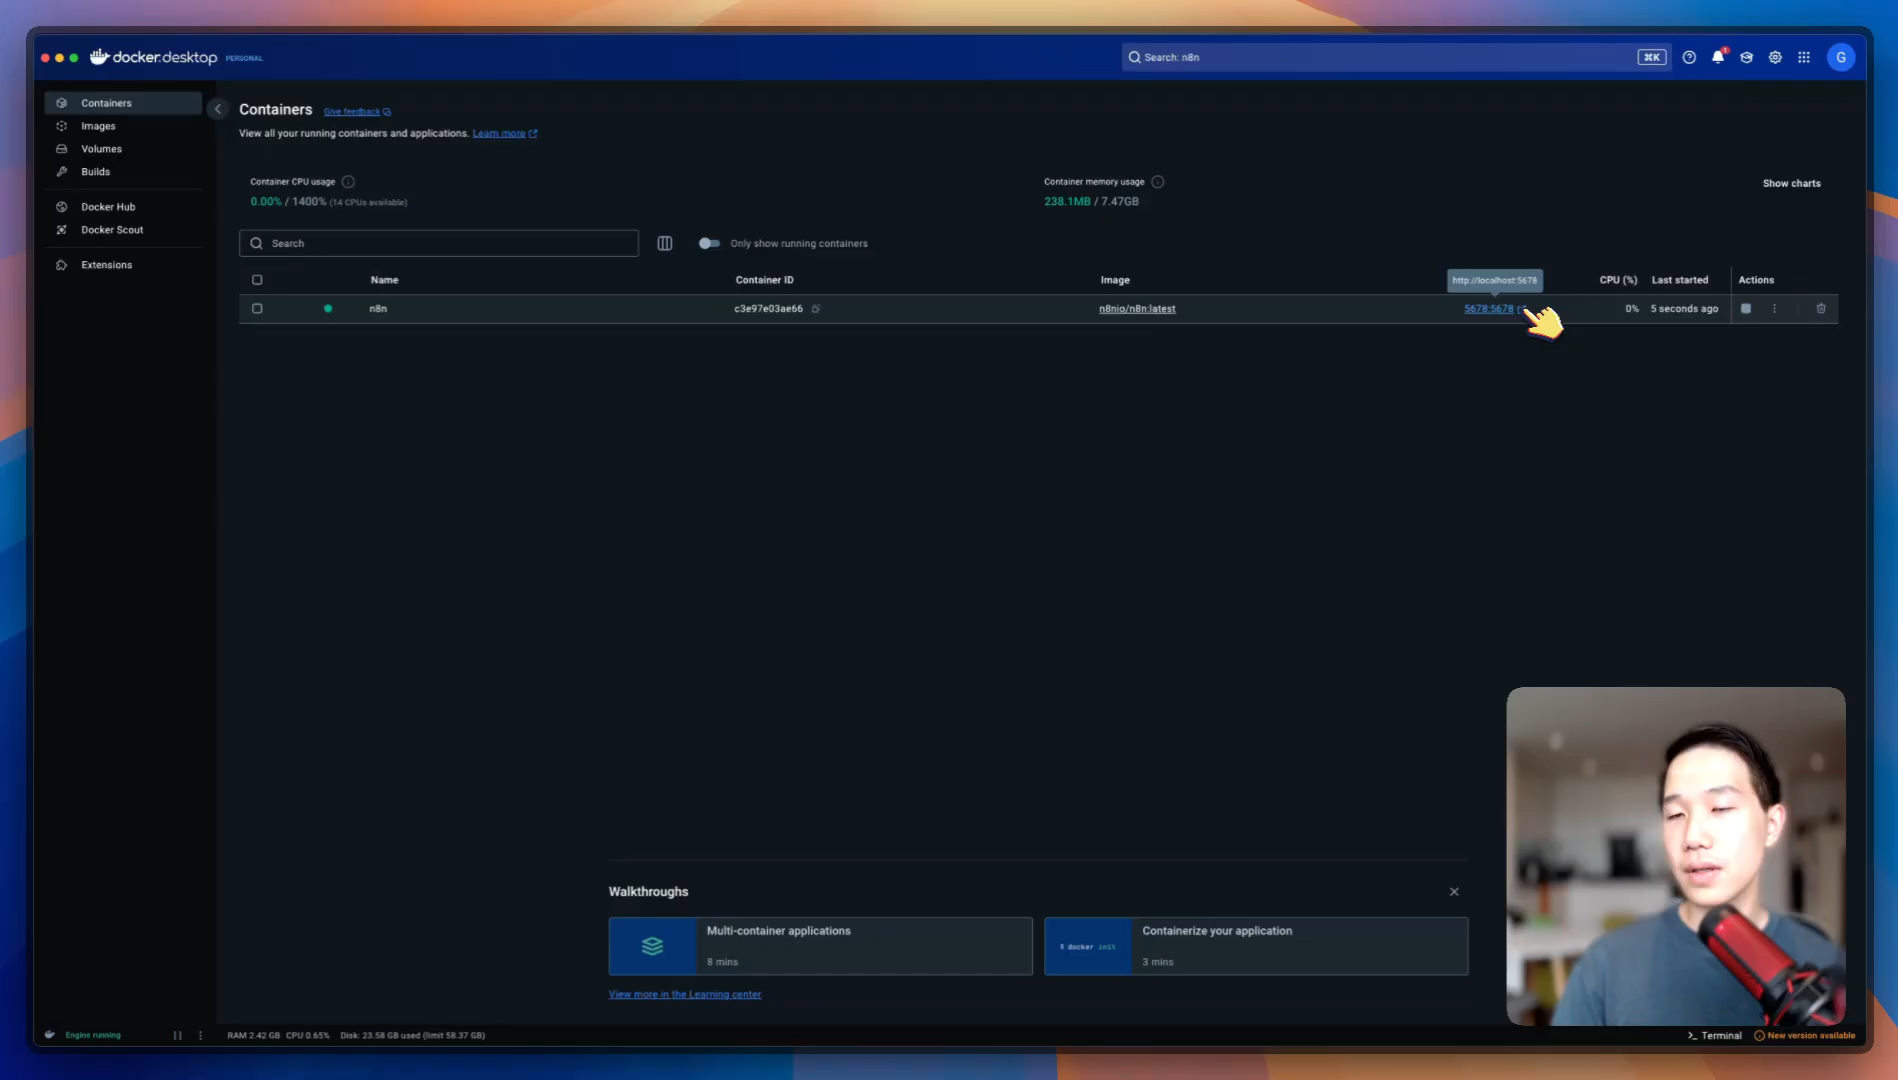 docker.desktop PERSONAL
Search: n8n
⌘K
1
G
Containers
Images
Volumes
Builds
Docker Hub
Docker Scout
Extensions
Containers Give feedback
View all your running containers and applications. Learn more
Container CPU usage
0.00% / 1400% (14 CPUs available)
Container memory usage
238.1MB / 7.47GB
Show charts
Search
Only show running containers
http://localhost:5678
Name Container ID Image CPU (%) Last started Actions
n8n c3e97e03ae66 n8nio/n8n:latest 5678:5678 0% 5 seconds ago
Walkthroughs
Multi-container applications
8 mins
$ docker init
Containerize your application
3 mins
View more in the Learning center
Engine running
RAM 2.42 GB CPU 0.65% Disk: 23.58 GB used (limit 58.37 GB)
>_ Terminal
New version available